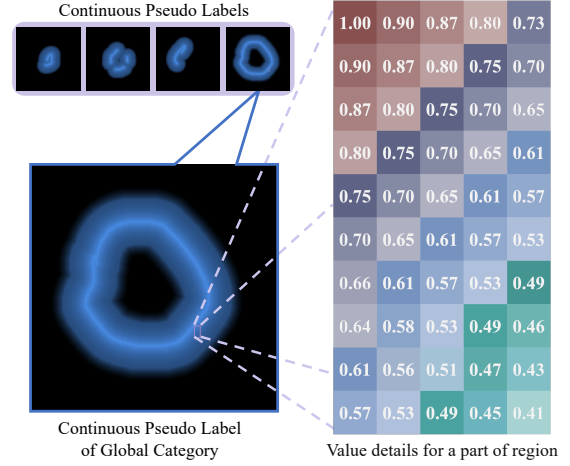 Continuous Pseudo Labels
1.00 0.90 0.87 0.80 0.73
0.90 0.87 0.80 0.75 0.70
0.87 0.80 0.75 0.70 0.65
0.80 0.75 0.70 0.65 0.61
0.75 0.70 0.65 0.61 0.57
0.70 0.65 0.61 0.57 0.53
0.66 0.61 0.57 0.53 0.49
0.64 0.58 0.53 0.49 0.46
0.61 0.56 0.51 0.47 0.43
0.57 0.53 0.49 0.45 0.41
Continuous Pseudo Label
of Global Category
Value details for a part of region